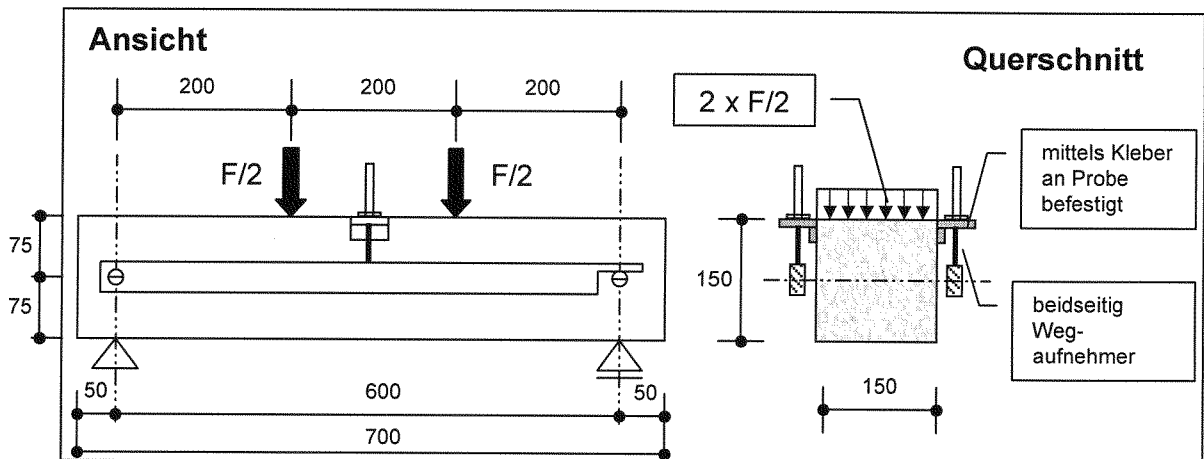 Ansicht
Querschnitt
200
200
200
2 x F/2
F/2
F/2
mittels Kleber
an Probe
befestigt
75
75
150
beidseitig
Weg-
aufnehmer
50
600
50
150
700